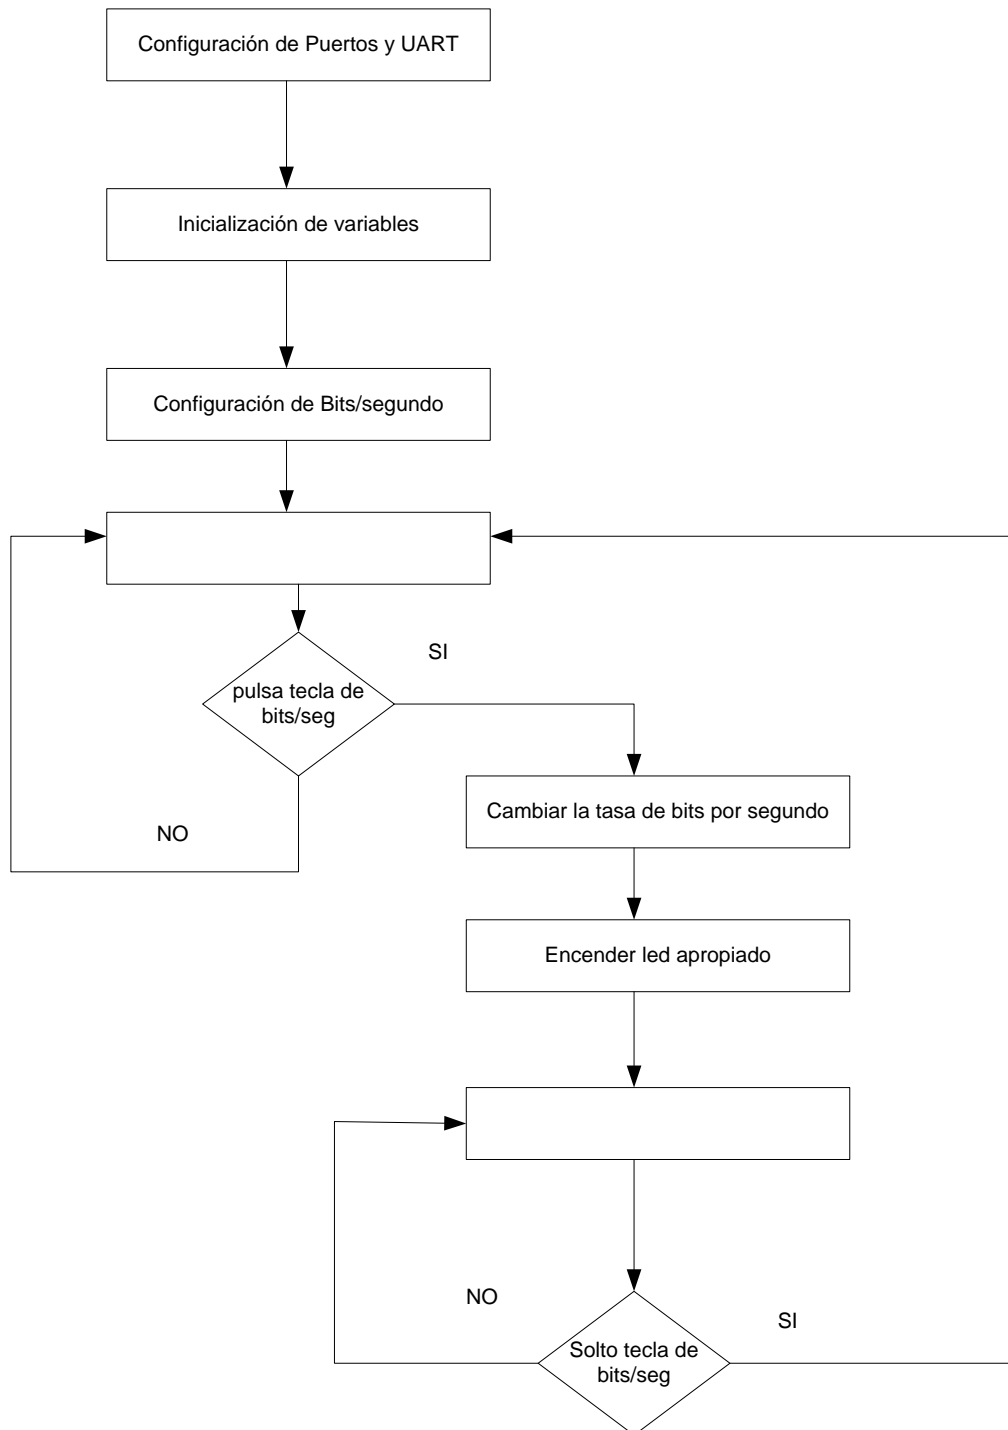 Configuración de Puertos y UART
Inicialización de variables
Configuración de Bits/segundo
SI
pulsa tecla de
bits/seg
NO
Cambiar la tasa de bits por segundo
Encender led apropiado
NO
SI
Solto tecla de
bits/seg